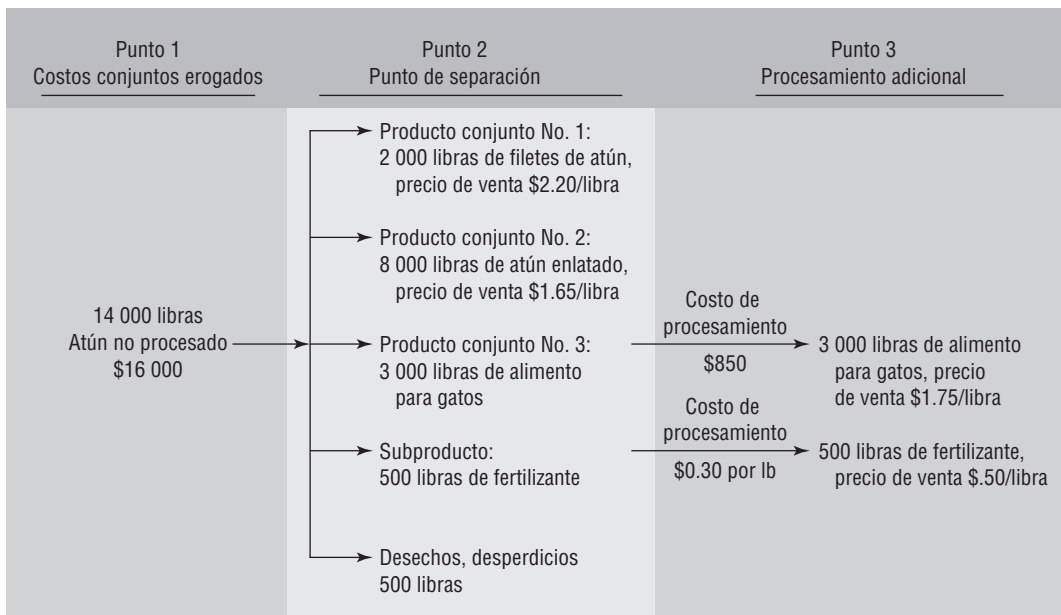 Punto 1
Costos conjuntos erogados
Punto 2
Punto de separación
Punto 3
Procesamiento adicional
14 000 libras
Atún no procesado
$16 000
Producto conjunto No. 1:
2 000 libras de filetes de atún,
precio de venta $2.20/libra
Producto conjunto No. 2:
8 000 libras de atún enlatado,
precio de venta $1.65/libra
Producto conjunto No. 3:
3 000 libras de alimento
para gatos
Costo de
procesamiento
$850
3 000 libras de alimento
para gatos, precio
de venta $1.75/libra
Subproducto:
500 libras de fertilizante
Costo de
procesamiento
$0.30 por lb
500 libras de fertilizante,
precio de venta $.50/libra
Desechos, desperdicios
500 libras